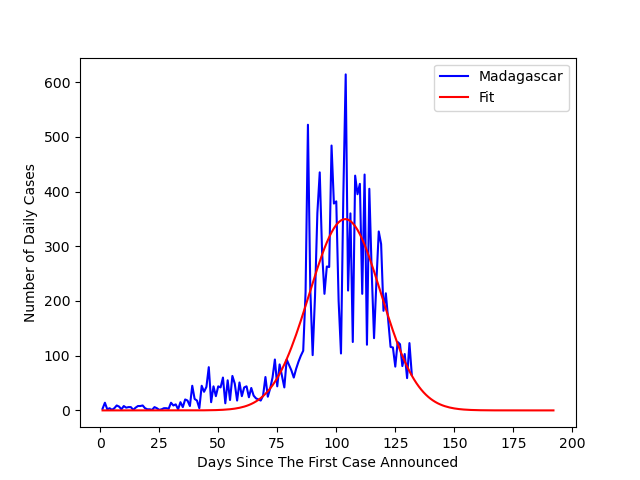 Madagascar
Fit
600
500
400
300
200
100
0
Number of Daily Cases
0 25 50 75 100 125 150 175 200
Days Since The First Case Announced